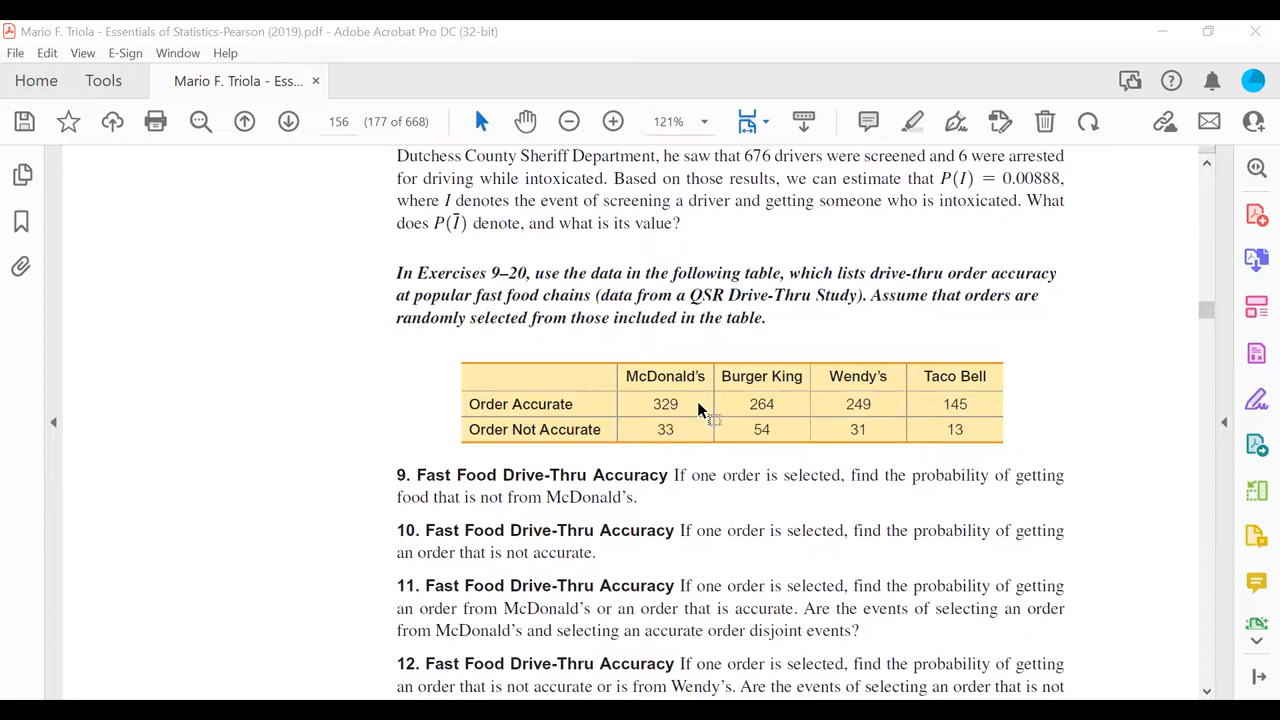 Mario F. Triola - Essentials of Statistics-Pearson (2019).pdf - Adobe Acrobat Pro DC (32-bit)
File Edit View E-Sign Window Help
Home Tools Mario F. Triola - Ess... ×
156 (177 of 668) 121%
Dutchess County Sheriff Department, he saw that 676 drivers were screened and 6 were arrested
for driving while intoxicated. Based on those results, we can estimate that P(I) = 0.00888,
where I denotes the event of screening a driver and getting someone who is intoxicated. What
does P(Ī) denote, and what is its value?
In Exercises 9–20, use the data in the following table, which lists drive-thru order accuracy
at popular fast food chains (data from a QSR Drive-Thru Study). Assume that orders are
randomly selected from those included in the table.
McDonald's Burger King Wendy's Taco Bell
Order Accurate 329 264 249 145
Order Not Accurate 33 54 31 13
9. Fast Food Drive-Thru Accuracy If one order is selected, find the probability of getting
food that is not from McDonald's.
10. Fast Food Drive-Thru Accuracy If one order is selected, find the probability of getting
an order that is not accurate.
11. Fast Food Drive-Thru Accuracy If one order is selected, find the probability of getting
an order from McDonald's or an order that is accurate. Are the events of selecting an order
from McDonald's and selecting an accurate order disjoint events?
12. Fast Food Drive-Thru Accuracy If one order is selected, find the probability of getting
an order that is not accurate or is from Wendy's. Are the events of selecting an order that is not